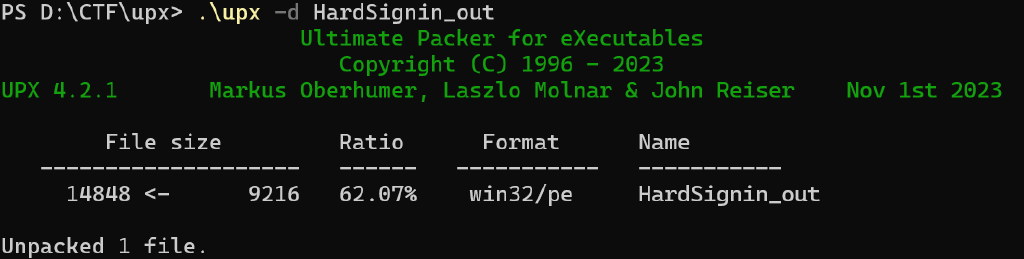 PS D:\CTF\upx> .\upx -d HardSignin_out
Ultimate Packer for eXecutables
Copyright (C) 1996 - 2023
UPX 4.2.1       Markus Oberhumer, Laszlo Molnar & John Reiser    Nov 1st 2023
File size         Ratio      Format      Name
--------------------   ------   -----------   -----------
14848 <-      9216   62.07%    win32/pe     HardSignin_out
Unpacked 1 file.